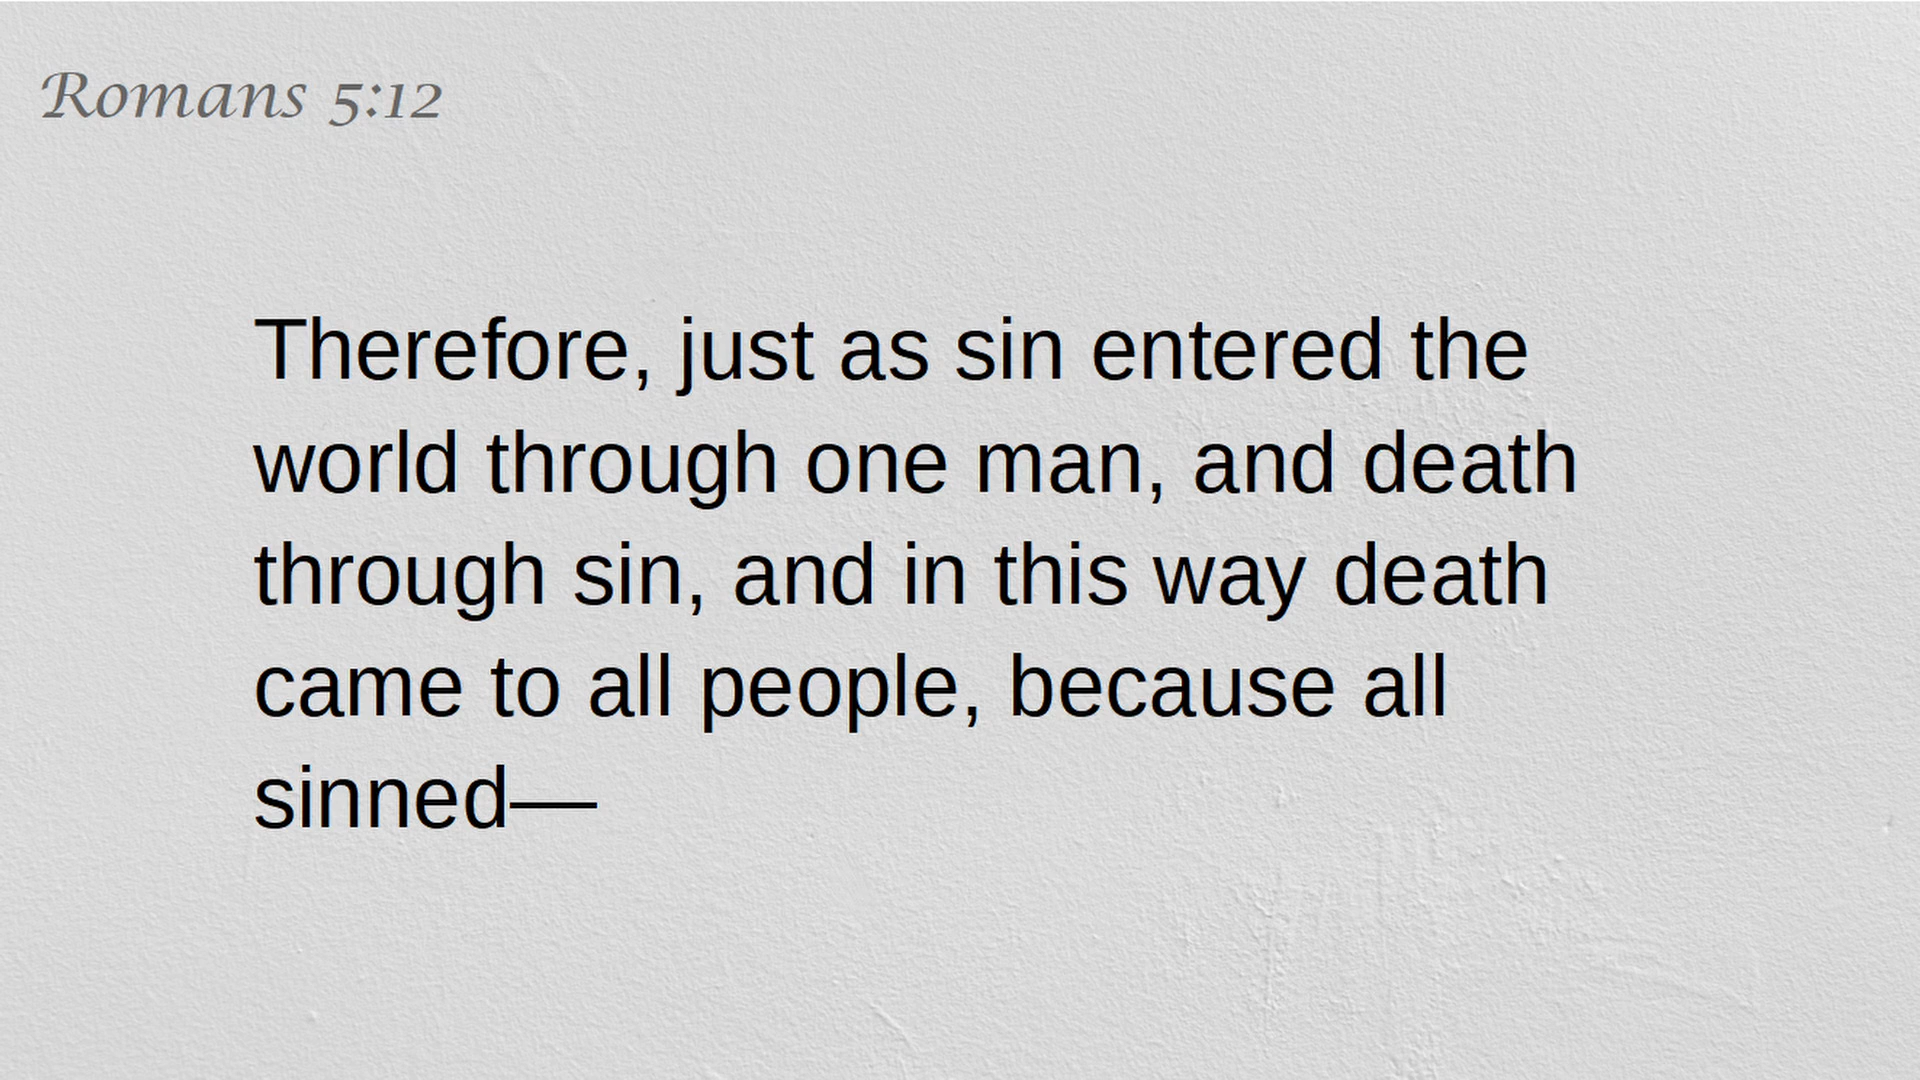 Romans 5:12
Therefore, just as sin entered the
world through one man, and death
through sin, and in this way death
came to all people, because all
sinned—